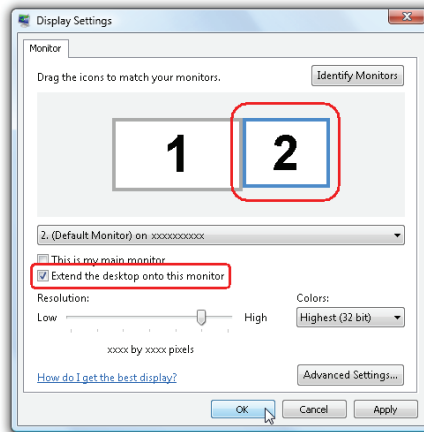 Display Settings
Monitor
Drag the icons to match your monitors.
Identify Monitors
1
2
2. (Default Monitor) on xxxxxxxxxx
This is my main monitor
Extend the desktop onto this monitor
Resolution:
Colors:
Low
High
Highest (32 bit)
xxxx by xxxx pixels
How do I get the best display?
Advanced Settings...
OK
Cancel
Apply